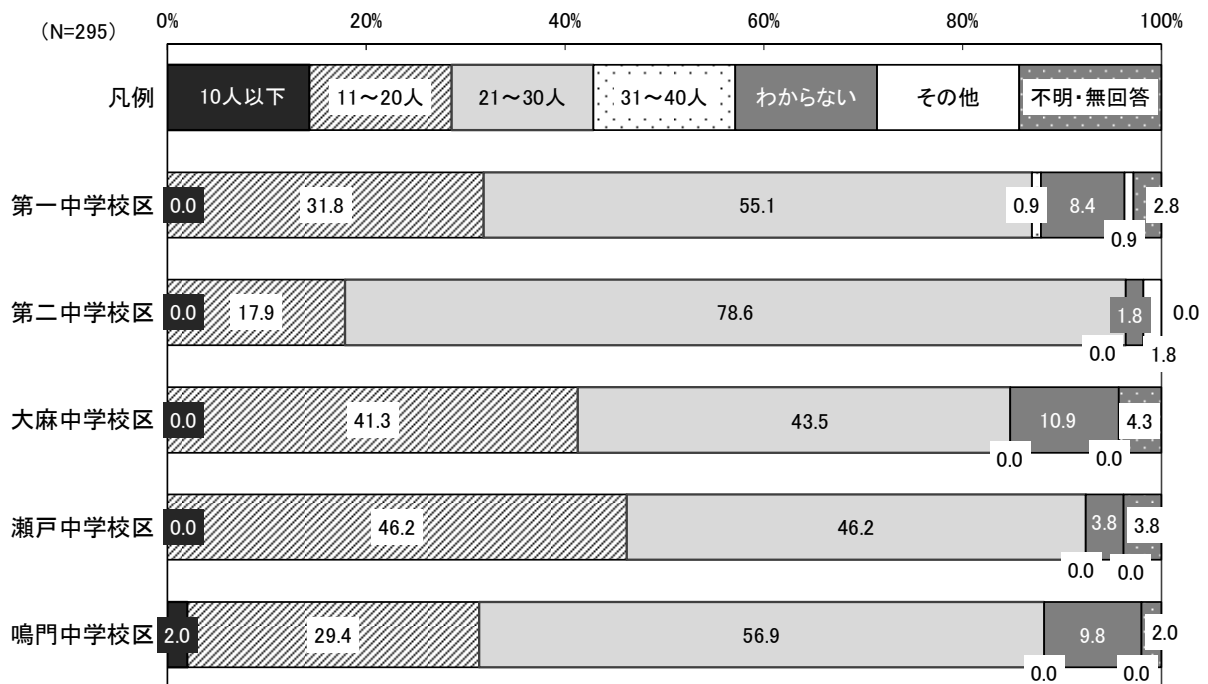 (N=295)
0% 20% 40% 60% 80% 100%
凡例 10人以下 11～20人 21～30人 31～40人 わからない その他 不明・無回答
第一中学校区 0.0 31.8 55.1 0.9 8.4 0.9 2.8
第二中学校区 0.0 17.9 78.6 0.0 1.8 1.8 0.0
大麻中学校区 0.0 41.3 43.5 0.0 10.9 0.0 4.3
瀬戸中学校区 0.0 46.2 46.2 0.0 3.8 0.0 3.8
鳴門中学校区 2.0 29.4 56.9 0.0 9.8 0.0 2.0